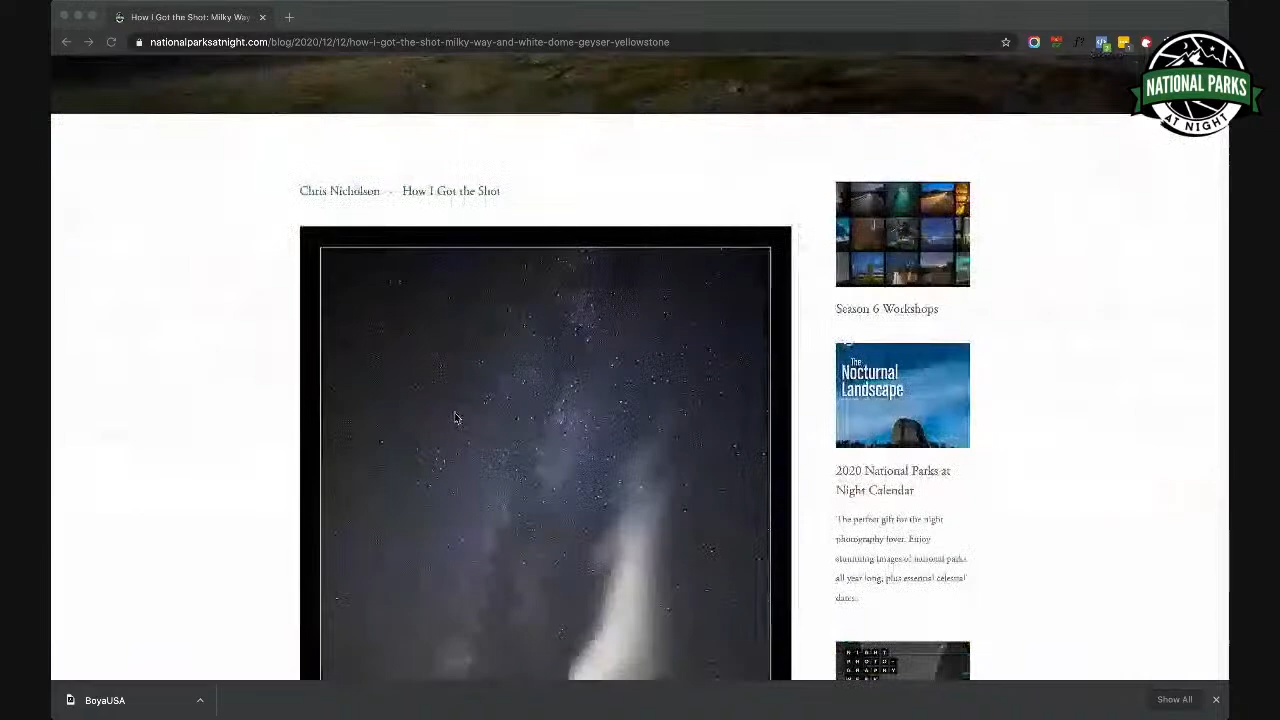 How I Got the Shot: Milky Way
nationalparksatnight.com/blog/2020/12/12/how-i-got-the-shot-milky-way-and-white-dome-geyser-yellowstone
NATIONAL PARKS
AT NIGHT
Chris Nicholson · How I Got the Shot
Season 6 Workshops
The
Nocturnal
Landscape
2020 National Parks at
Night Calendar
The perfect gift for the night
photography lover. Enjoy
stunning images of national parks
all year long, plus essential celestial
dates.
NIGHT
PHOTO-
GRAPHY
BoyaUSA
Show All